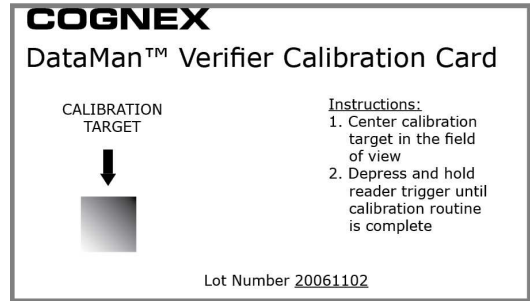 COGNEX
DataMan™ Verifier Calibration Card
CALIBRATION
TARGET
Instructions:
1. Center calibration
target in the field
of view
2. Depress and hold
reader trigger until
calibration routine
is complete
Lot Number 20061102